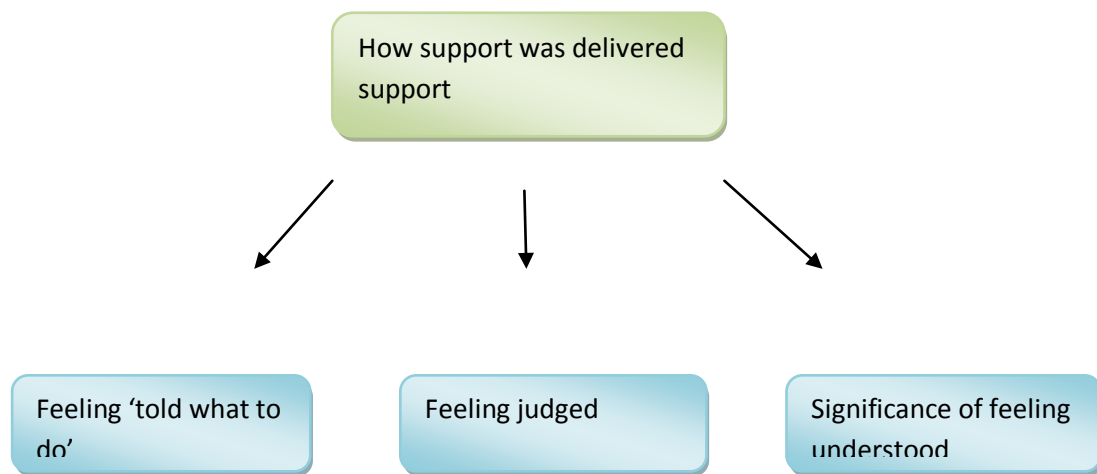 How support was delivered
support
Feeling ‘told what to
do’
Feeling judged
Significance of feeling
understood